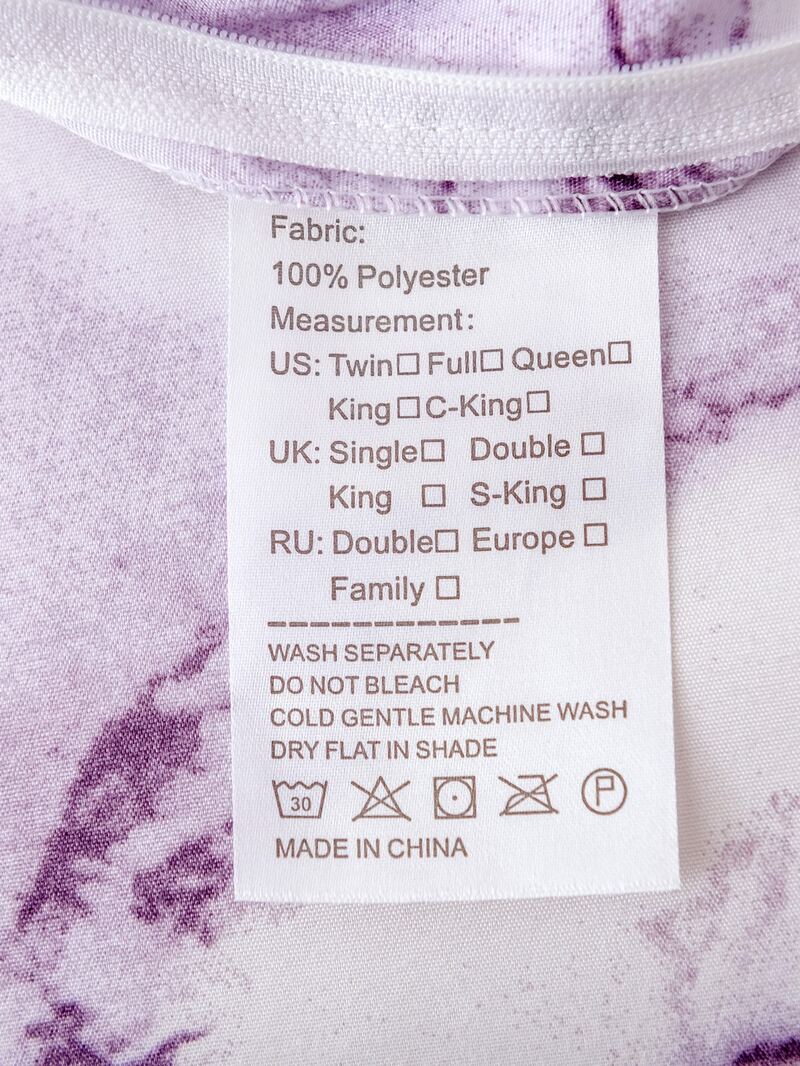 Fabric:
100% Polyester
Measurement:
US: Twin☐ Full☐ Queen☐
King☐ C-King☐
UK: Single☐ Double ☐
King ☐ S-King ☐
RU: Double☐ Europe ☐
Family ☐
WASH SEPARATELY
DO NOT BLEACH
COLD GENTLE MACHINE WASH
DRY FLAT IN SHADE
30 P
MADE IN CHINA